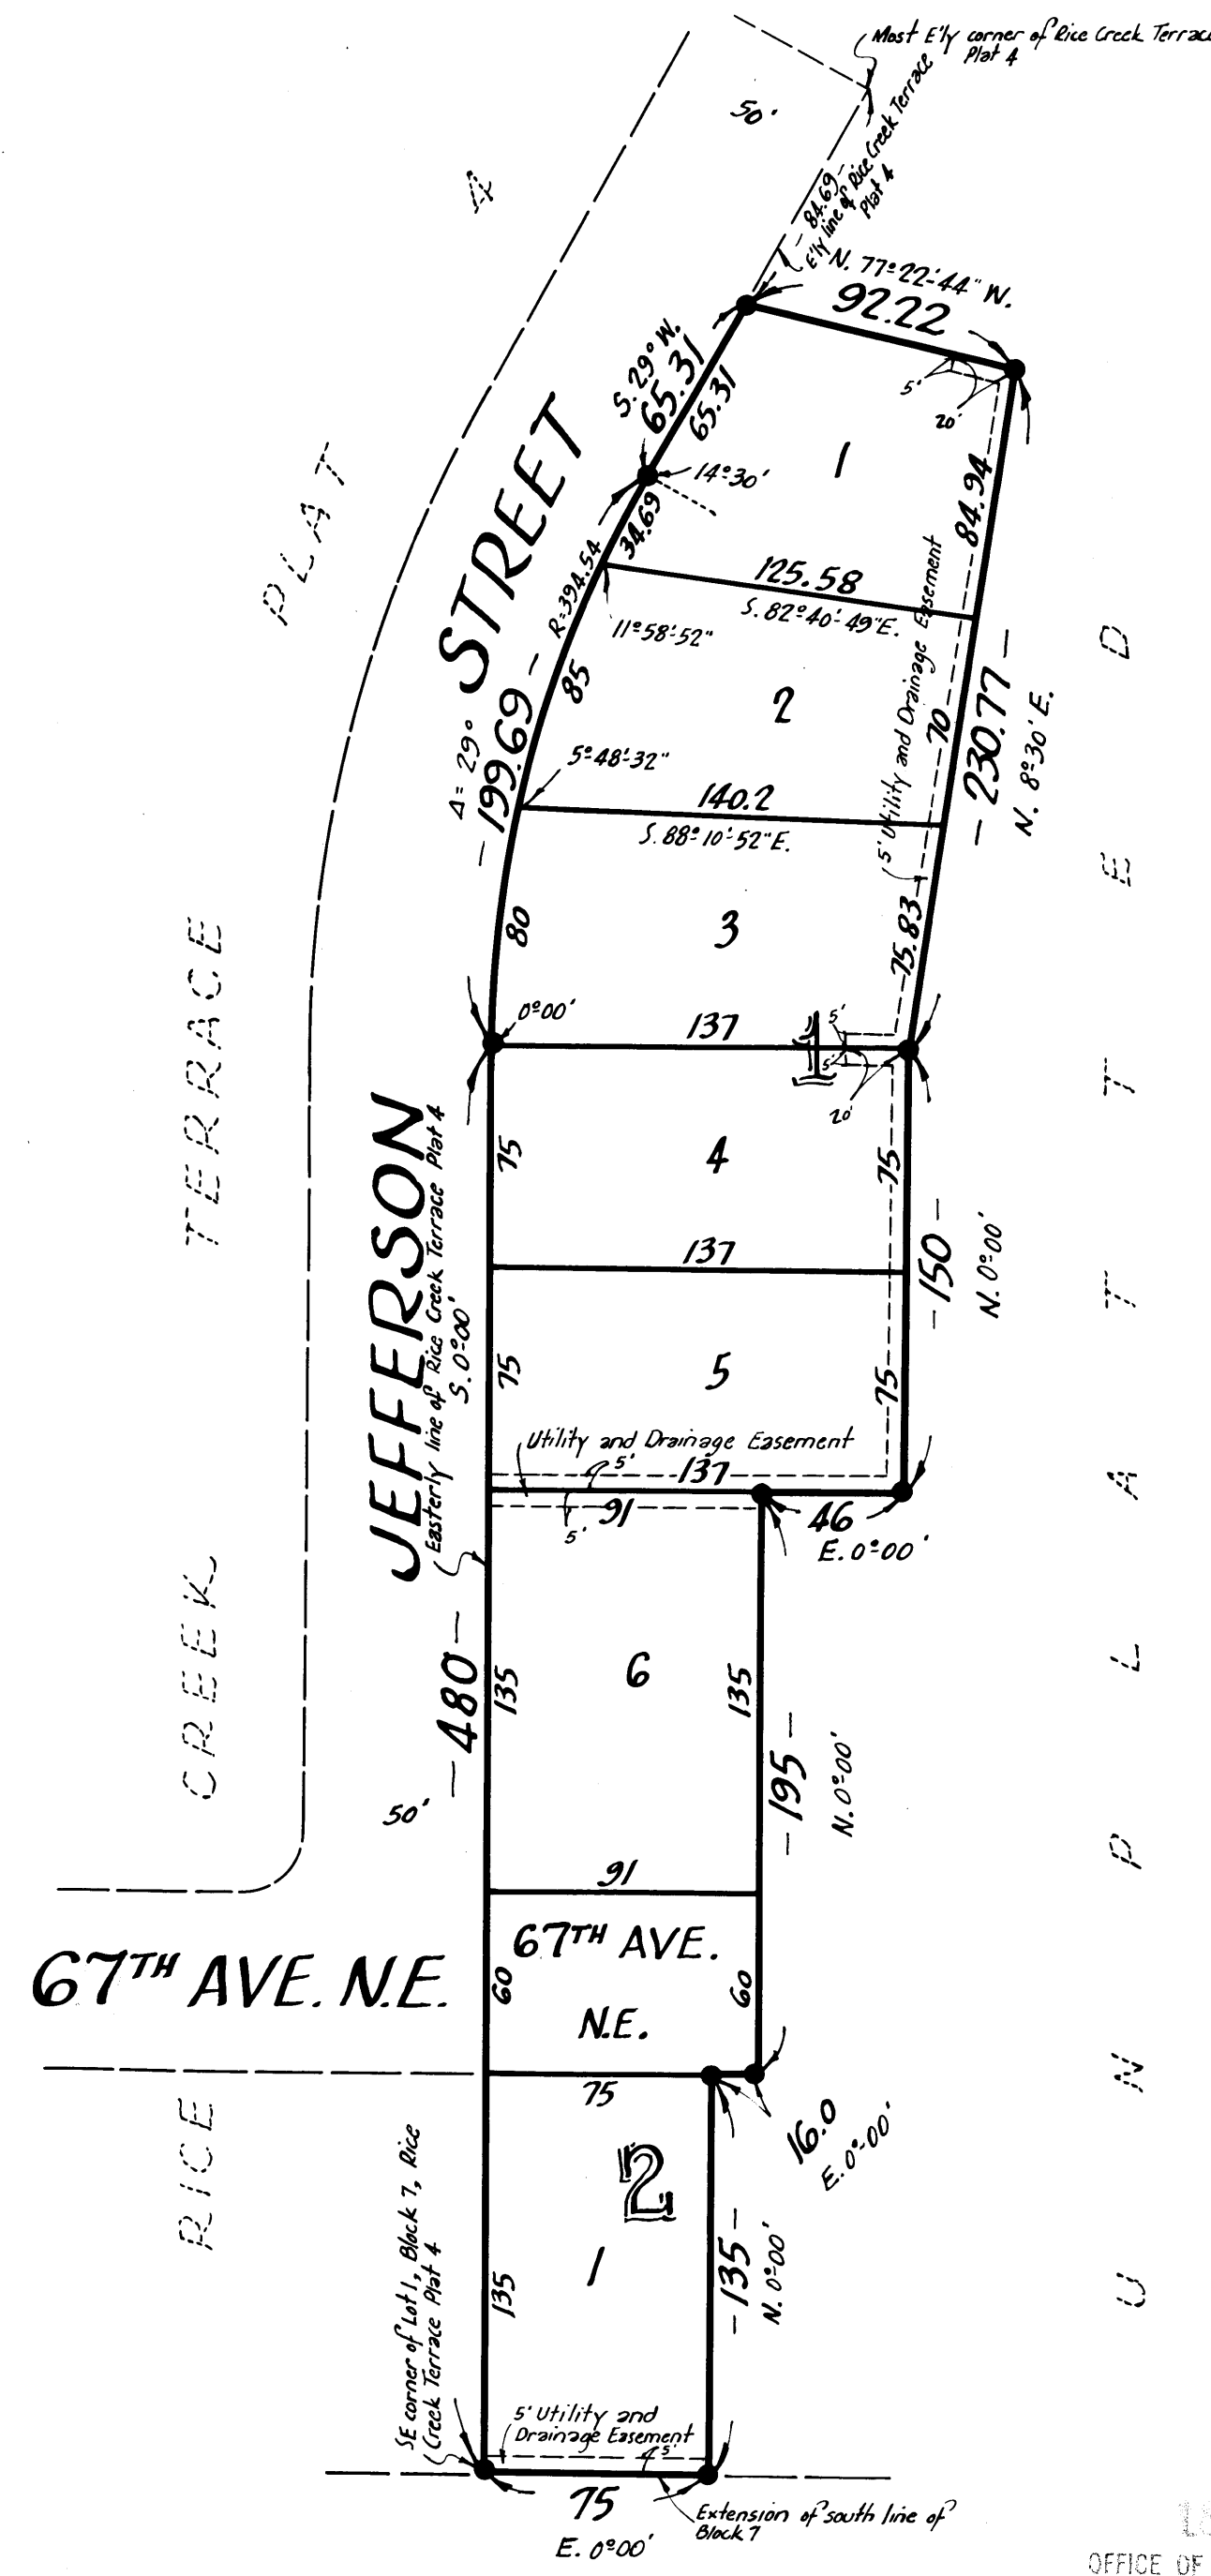 Most E'ly corner of Rice Creek Terrace
Plat 4
50'
4
- 84.69 -
E'ly line of Rice Creek Terrace
Plat 4
N. 77°-22'-44" W.
92.22
S. 29° W.
65.31
65.31
5'
20'
1
14°30'
34.69
84.94
STREET
PLAT
R=394.54
125.58
S. 82°-40'-49"E.
11°-58'-52"
5' Utility and Drainage Easement
2
85
70
- 230.77 -
N. 8°-30' E.
Δ = 29°
- 199.69 -
5°-48'-32"
140.2
S. 88°-10'-52"E.
80
3
75.83
TERRACE
0°00'
137
1
5'
5'
20'
JEFFERSON
Easterly line of Rice Creek Terrace Plat 4
S. 0°00'
75
4
75
137
-150-
N. 0°00'
75
5
75
Utility and Drainage Easement
5'
137
91
5'
46
E. 0°00'
CREEK
-480-
135
6
135
-195-
N. 0°00'
50'
91
67TH AVE. N.E.
67TH AVE.
N.E.
60
60
75
16.0
E. 0°-00'
RICE
2
SE corner of Lot 1, Block 7, Rice
Creek Terrace Plat 4
135
1
-135-
N. 0°00'
5' Utility and
Drainage Easement
5'
75
E. 0°00'
Extension of south line of
Block 7
UNPLATTED
OFFICE OF